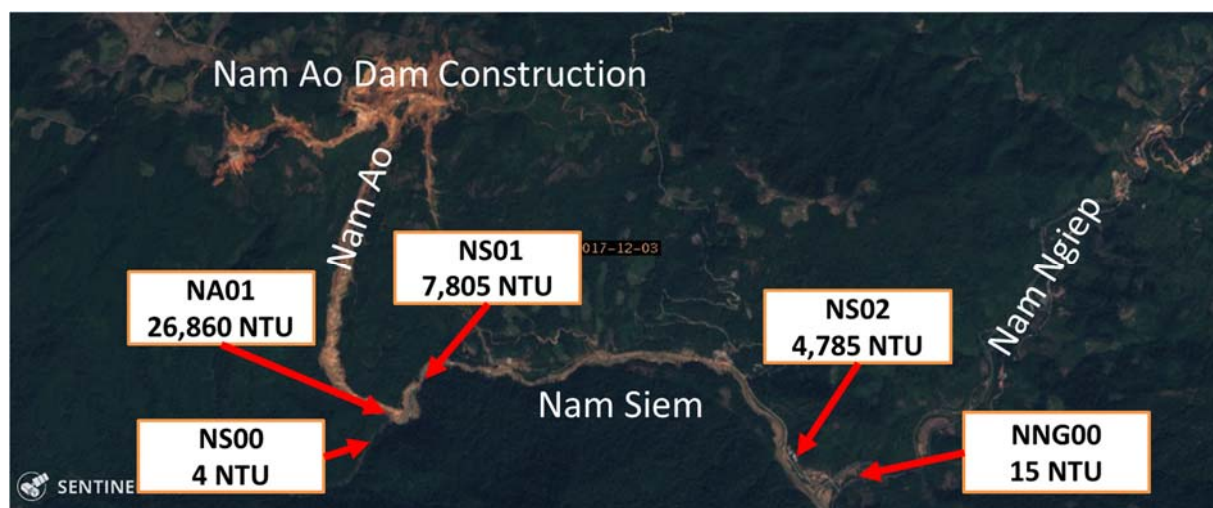 Nam Ao Dam Construction
Nam Ao
Nam Ngiep
NS01
7,805 NTU
017-12-03
NA01
26,860 NTU
NS02
4,785 NTU
Nam Siem
NS00
4 NTU
NNG00
15 NTU
SENTINE